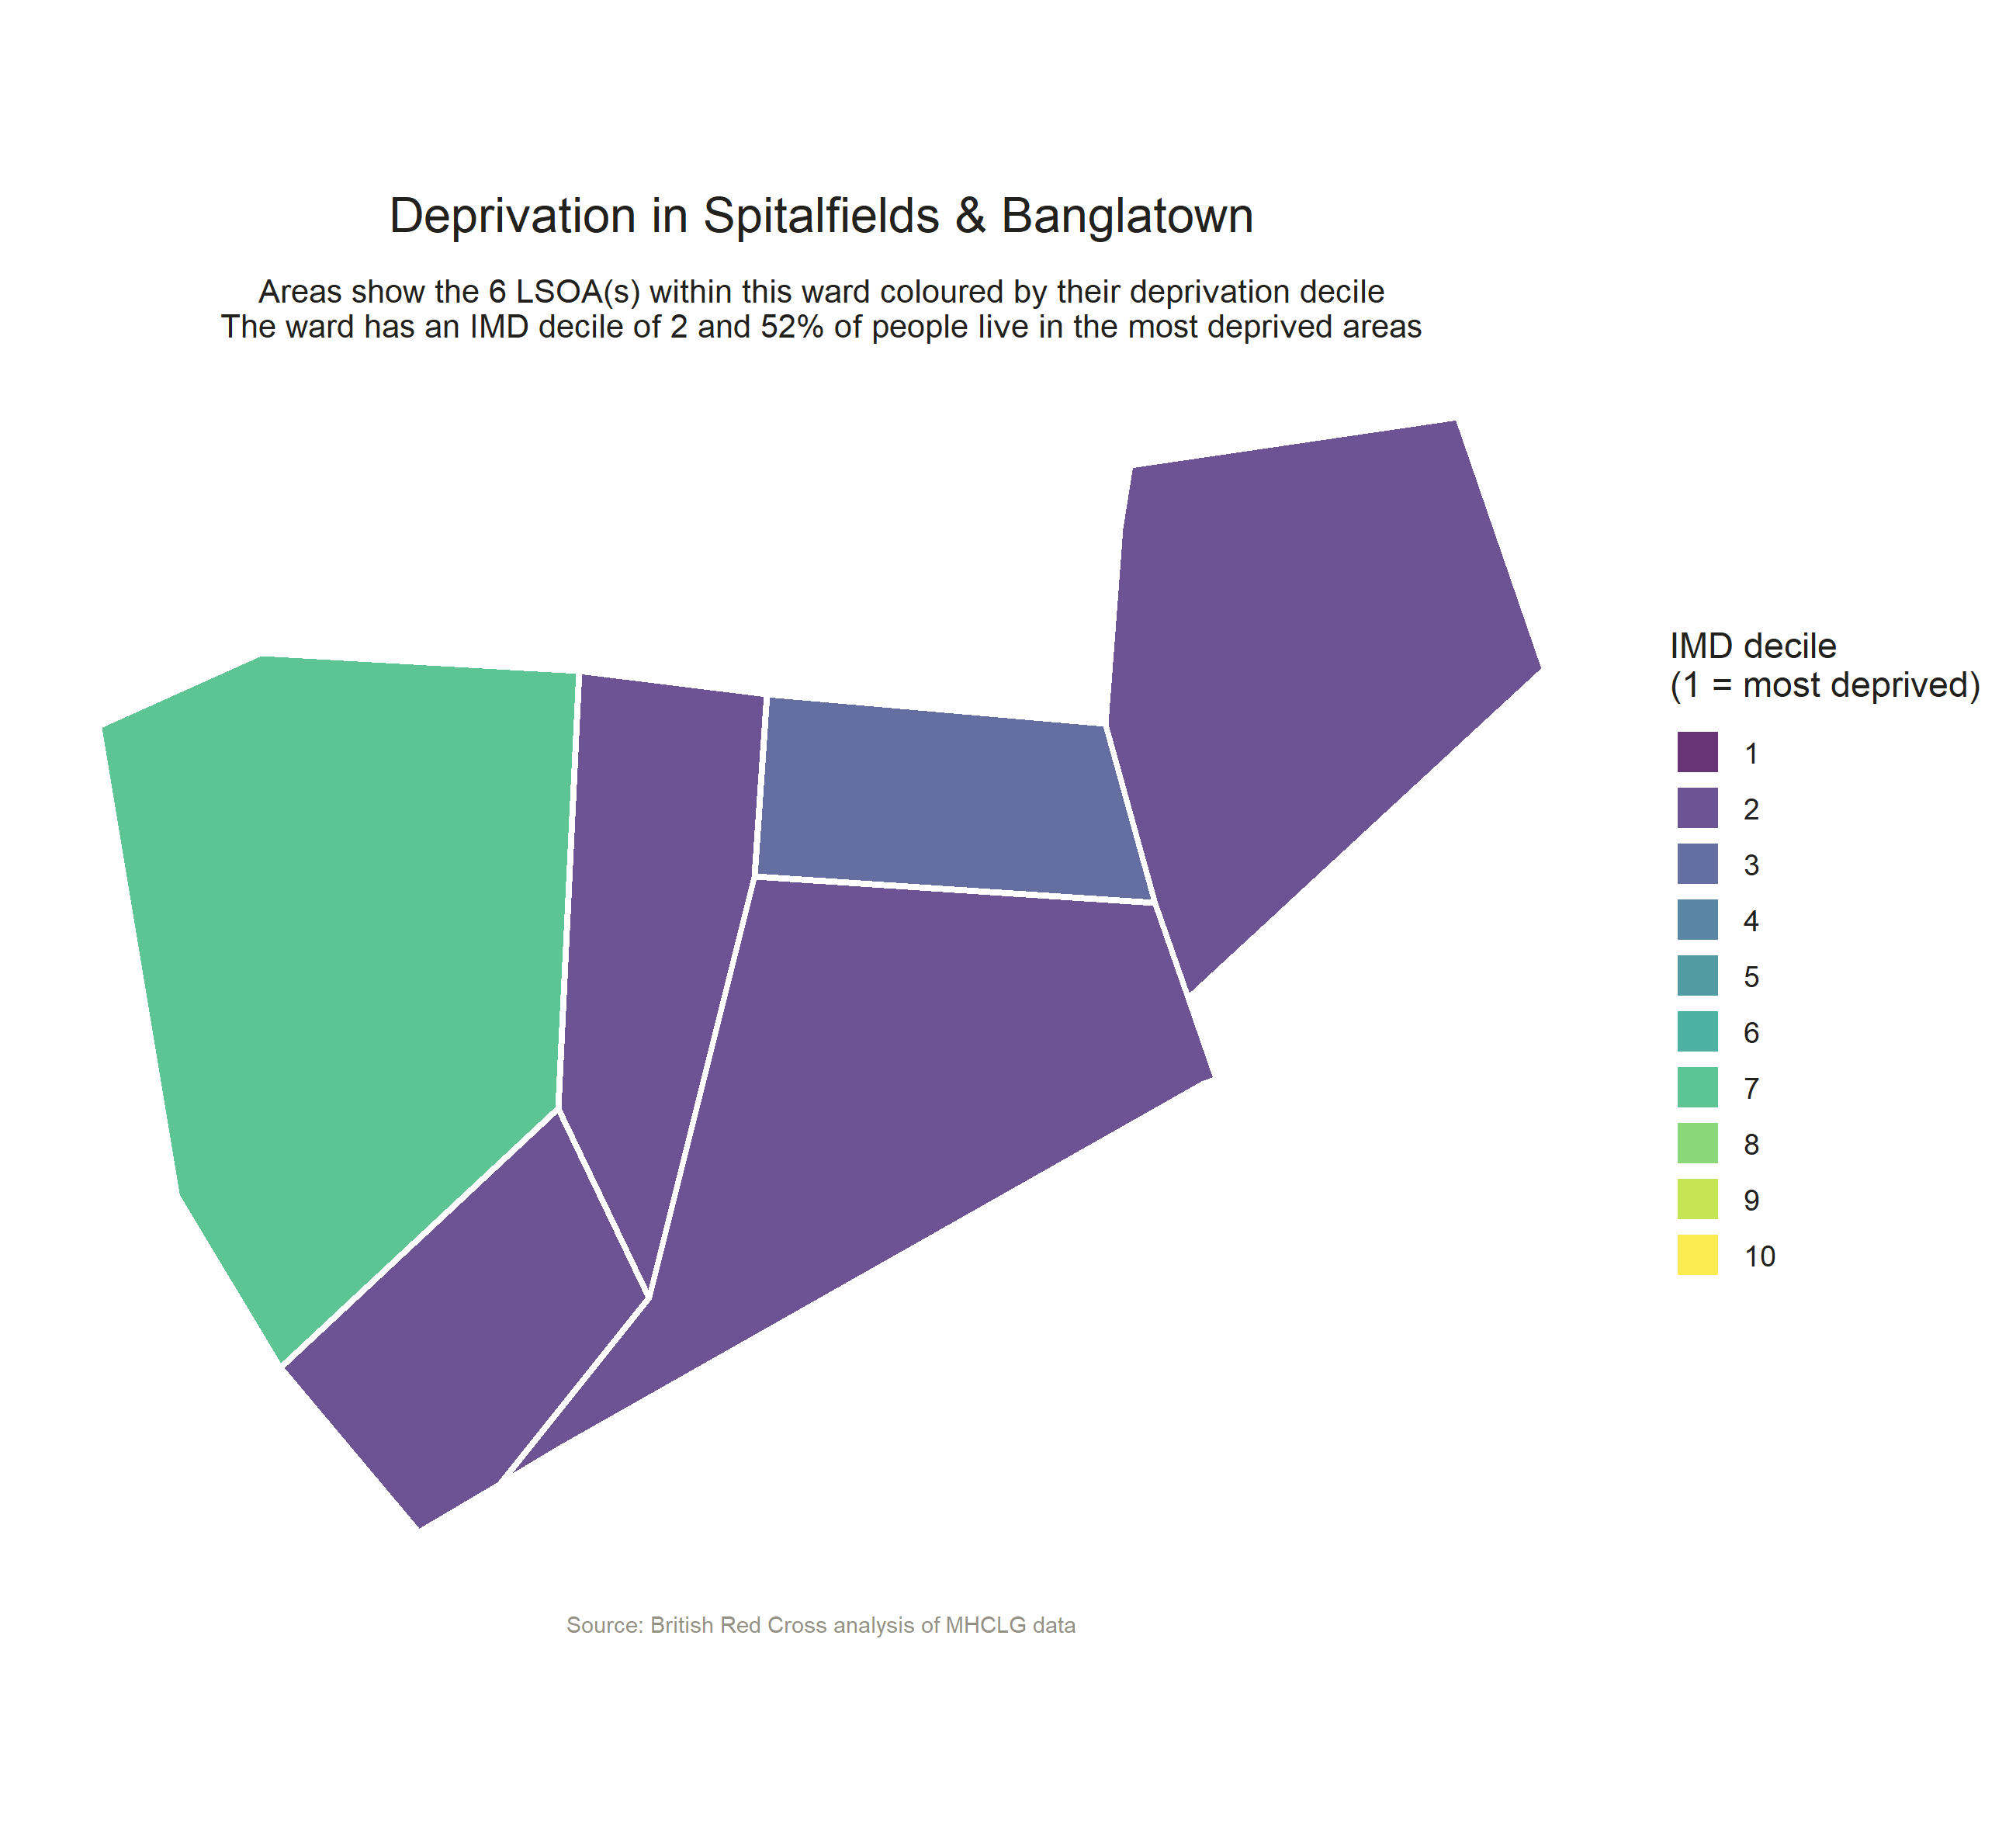 Deprivation in Spitalfields & Banglatown
Areas show the 6 LSOA(s) within this ward coloured by their deprivation decile
The ward has an IMD decile of 2 and 52% of people live in the most deprived areas
IMD decile
(1 = most deprived)
1
2
3
4
5
6
7
8
9
10
Source: British Red Cross analysis of MHCLG data